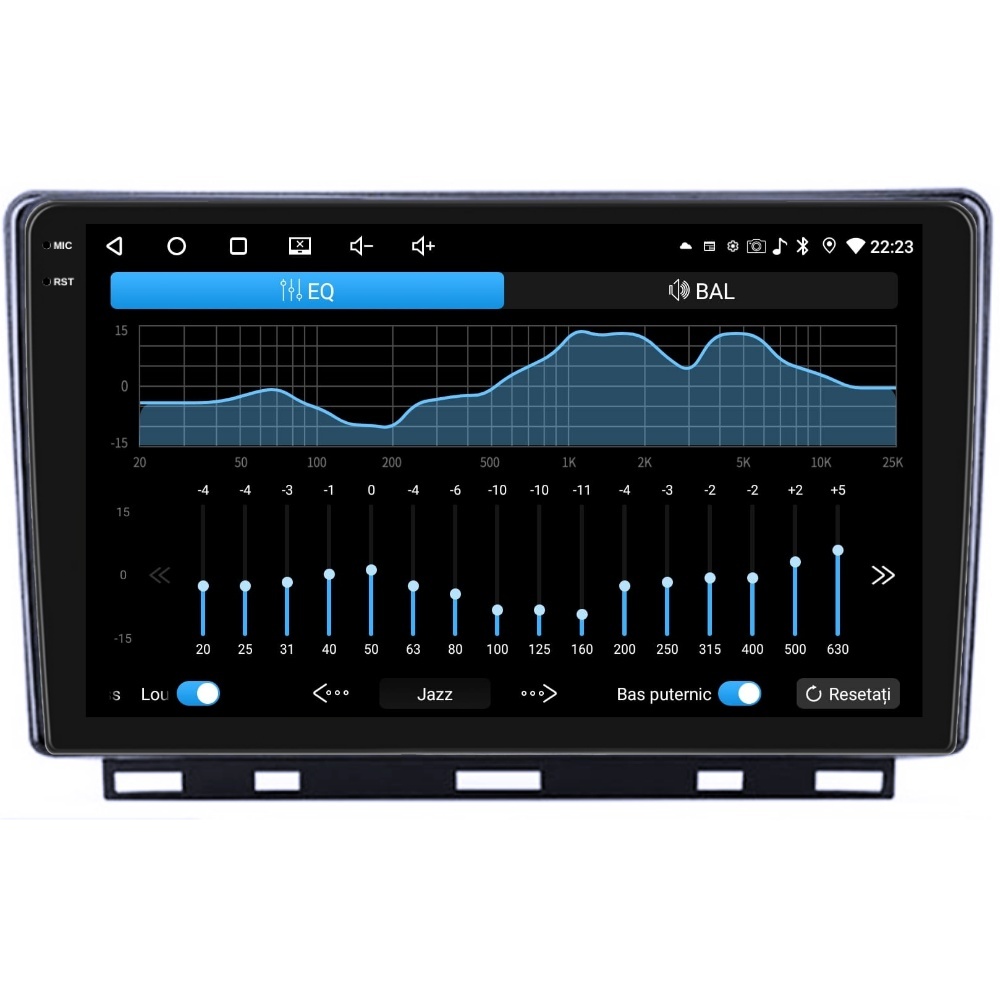 MIC
22:23
RST
EQ
BAL
15
0
-15
20 50 100 200 500 1K 2K 5K 10K 25K
-4 -4 -3 -1 0 -4 -6 -10 -10 -11 -4 -3 -2 -2 +2 +5
15
0
-15
20 25 31 40 50 63 80 100 125 160 200 250 315 400 500 630
s Lou Jazz Bas puternic Resetați